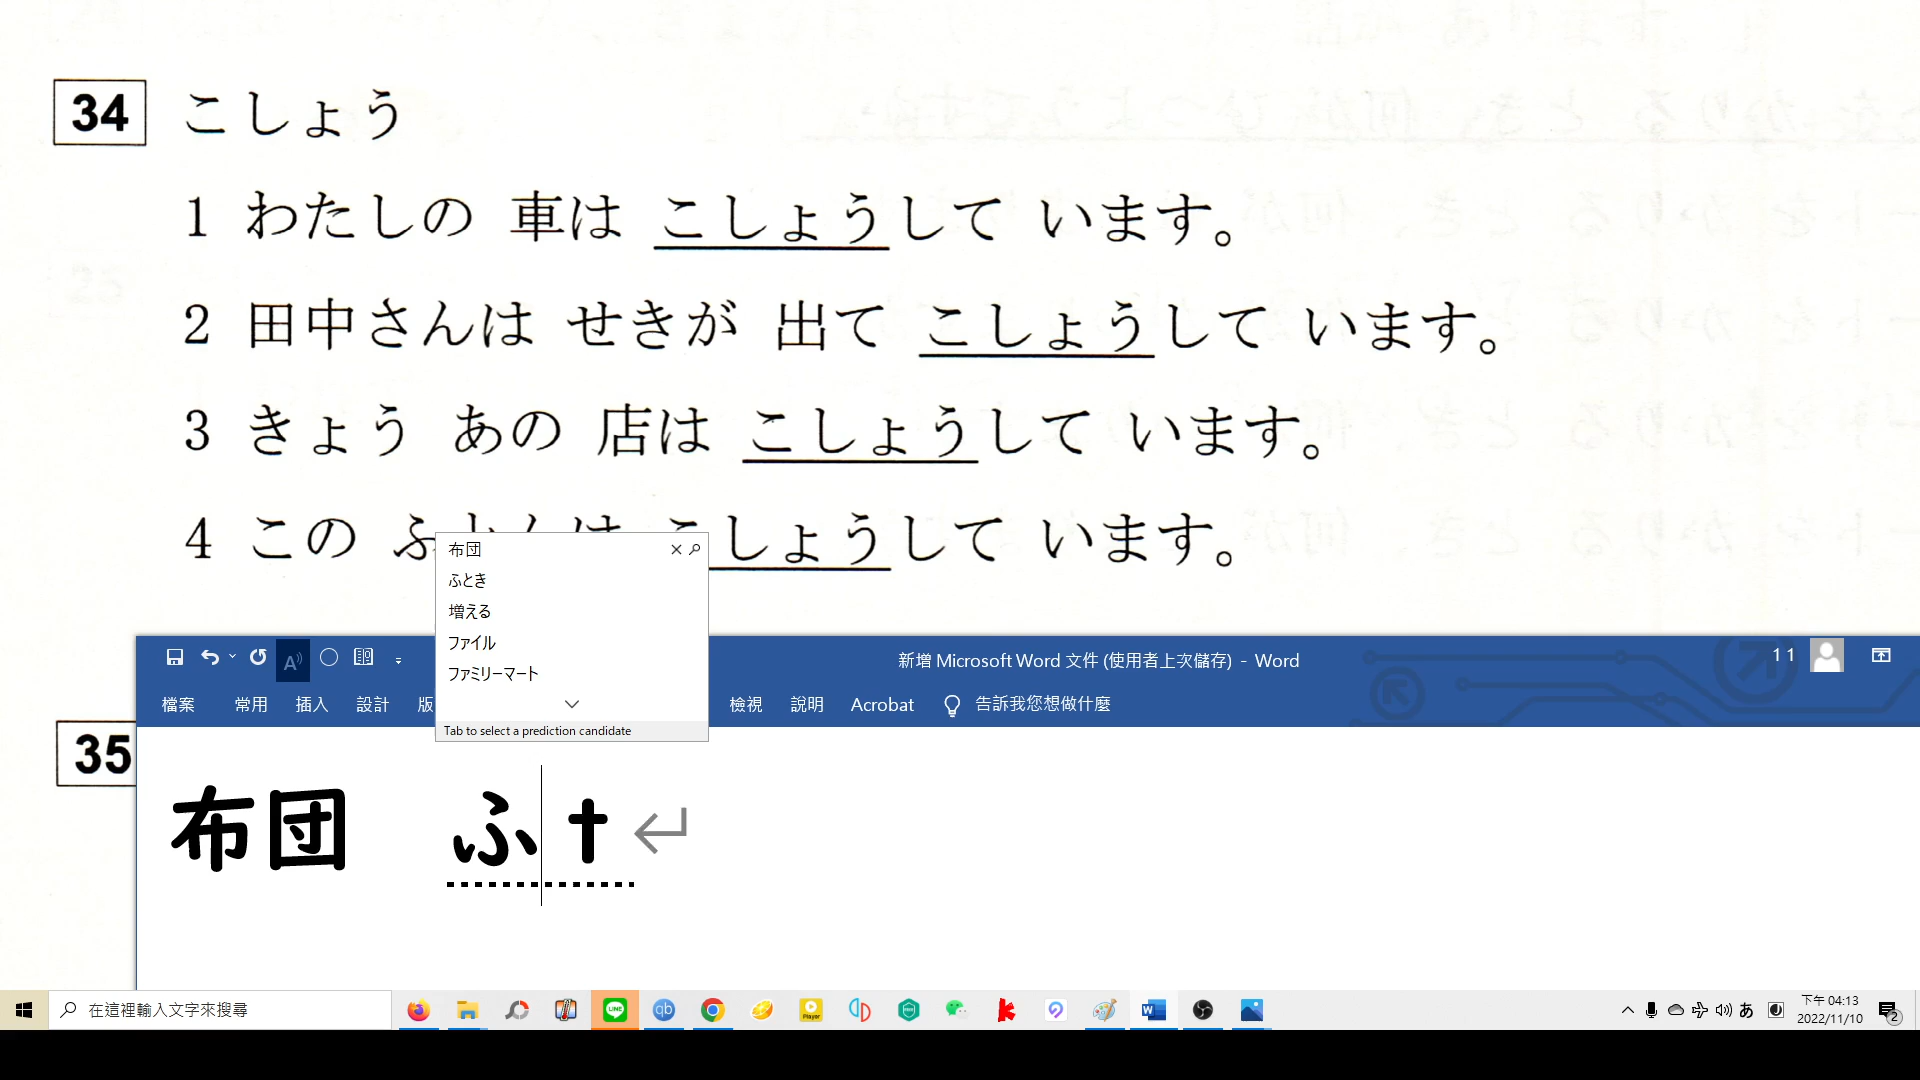 34 こしょう
1 わたしの 車は こしょうして います。
2 田中さんは せきが 出て こしょうして います。
3 きょう あの 店は こしょうして います。
4 この ふ しょうして います。
布団
ふとき
増える
ファイル
ファミリーマート
Tab to select a prediction candidate
新增 Microsoft Word 文件 (使用者上次儲存) - Word
1 1
檔案 常用 插入 設計 版 檢視 說明 Acrobat 告訴我您想做什麼
35
布団 ふt
在這裡輸入文字來搜尋
あ
下午 04:13
2022/11/10
2